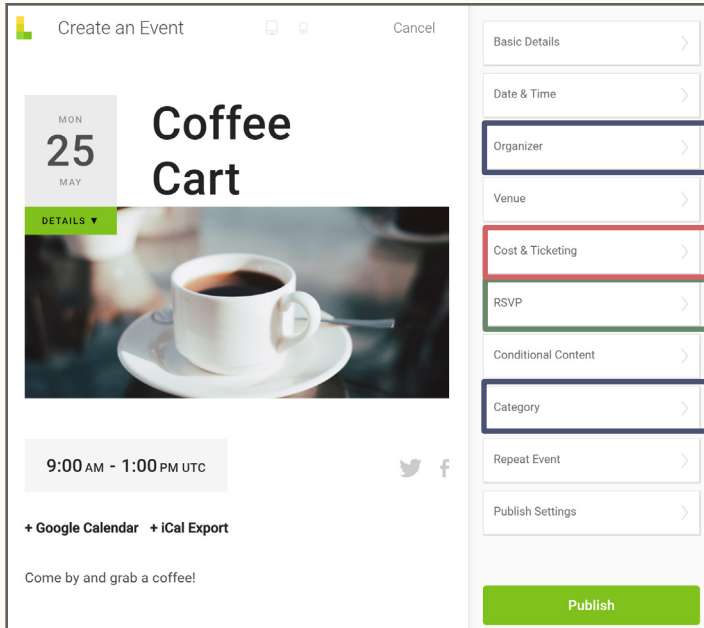 Create an Event
Cancel
MON
25
MAY
Coffee
Cart
DETAILS ▼
9:00 AM - 1:00 PM UTC
+ Google Calendar + iCal Export
Come by and grab a coffee!
Basic Details
Date & Time
Organizer
Venue
Cost & Ticketing
RSVP
Conditional Content
Category
Repeat Event
Publish Settings
Publish